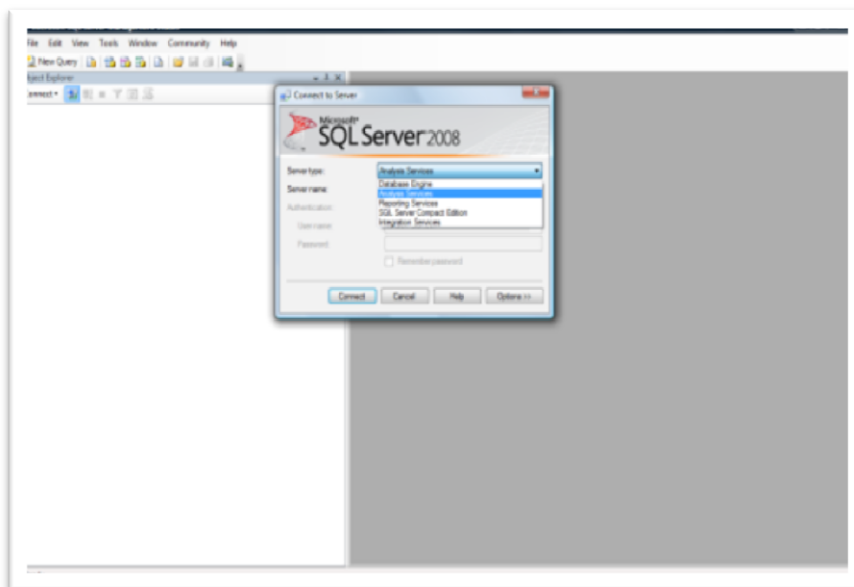 File Edit View Tools Window Community Help
New Query
Object Explorer
Connect
Connect to Server
Microsoft
SQL Server 2008
Server type: Analysis Services
Database Engine
Server name: Analysis Services
Reporting Services
Authentication: SQL Server Compact Edition
User name: Integration Services
Password:
Remember password
Connect Cancel Help Options >>